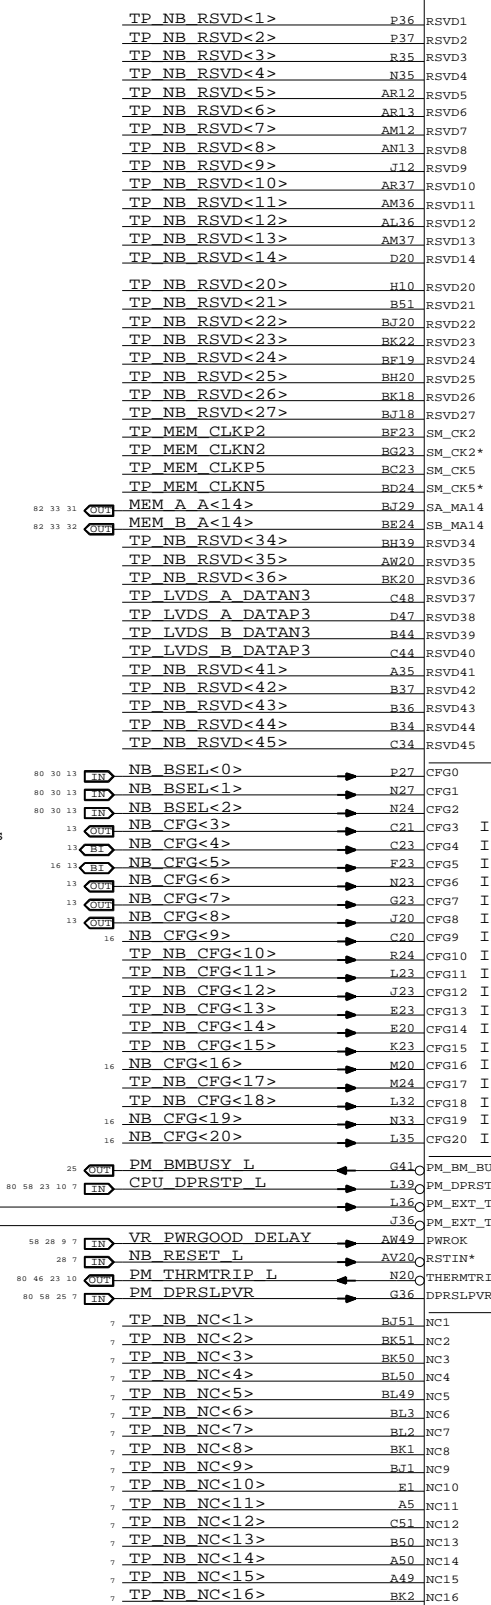 TP_NB_RSVD<1> P36 RSVD1
TP_NB_RSVD<2> P37 RSVD2
TP_NB_RSVD<3> R35 RSVD3
TP_NB_RSVD<4> N35 RSVD4
TP_NB_RSVD<5> AR12 RSVD5
TP_NB_RSVD<6> AR13 RSVD6
TP_NB_RSVD<7> AM12 RSVD7
TP_NB_RSVD<8> AN13 RSVD8
TP_NB_RSVD<9> J12 RSVD9
TP_NB_RSVD<10> AR37 RSVD10
TP_NB_RSVD<11> AM36 RSVD11
TP_NB_RSVD<12> AL36 RSVD12
TP_NB_RSVD<13> AM37 RSVD13
TP_NB_RSVD<14> D20 RSVD14
TP_NB_RSVD<20> H10 RSVD20
TP_NB_RSVD<21> B51 RSVD21
TP_NB_RSVD<22> BJ20 RSVD22
TP_NB_RSVD<23> BK22 RSVD23
TP_NB_RSVD<24> BF19 RSVD24
TP_NB_RSVD<25> BH20 RSVD25
TP_NB_RSVD<26> BK18 RSVD26
TP_NB_RSVD<27> BJ18 RSVD27
TP_MEM_CLKP2 BF23 SM_CK2
TP_MEM_CLKN2 BG23 SM_CK2*
TP_MEM_CLKP5 BC23 SM_CK5
TP_MEM_CLKN5 BD24 SM_CK5*
82 33 31 OUT MEM_A_A<14> BJ29 SA_MA14
82 33 32 OUT MEM_B_A<14> BE24 SB_MA14
TP_NB_RSVD<34> BH39 RSVD34
TP_NB_RSVD<35> AW20 RSVD35
TP_NB_RSVD<36> BK20 RSVD36
TP_LVDS_A_DATAN3 C48 RSVD37
TP_LVDS_A_DATAP3 D47 RSVD38
TP_LVDS_B_DATAN3 B44 RSVD39
TP_LVDS_B_DATAP3 C44 RSVD40
TP_NB_RSVD<41> A35 RSVD41
TP_NB_RSVD<42> B37 RSVD42
TP_NB_RSVD<43> B36 RSVD43
TP_NB_RSVD<44> B34 RSVD44
TP_NB_RSVD<45> C34 RSVD45
80 30 13 IN NB_BSEL<0> P27 CFG0
80 30 13 IN NB_BSEL<1> N27 CFG1
80 30 13 IN NB_BSEL<2> N24 CFG2
13 OUT NB_CFG<3> C21 CFG3 I
s 13 BI NB_CFG<4> C23 CFG4 I
16 13 BI NB_CFG<5> F23 CFG5 I
13 OUT NB_CFG<6> N23 CFG6 I
13 OUT NB_CFG<7> G23 CFG7 I
13 OUT NB_CFG<8> J20 CFG8 I
16 NB_CFG<9> C20 CFG9 I
TP_NB_CFG<10> R24 CFG10 I
TP_NB_CFG<11> L23 CFG11 I
TP_NB_CFG<12> J23 CFG12 I
TP_NB_CFG<13> E23 CFG13 I
TP_NB_CFG<14> E20 CFG14 I
TP_NB_CFG<15> K23 CFG15 I
16 NB_CFG<16> M20 CFG16 I
TP_NB_CFG<17> M24 CFG17 I
TP_NB_CFG<18> L32 CFG18 I
16 NB_CFG<19> N33 CFG19 I
16 NB_CFG<20> L35 CFG20 I
25 OUT PM_BMBUSY_L G41 PM_BM_BU
80 58 23 10 7 IN CPU_DPRSTP_L L39 PM_DPRST
L36 PM_EXT_T
J36 PM_EXT_T
58 28 9 7 IN VR_PWRGOOD_DELAY AW49 PWROK
28 7 IN NB_RESET_L AV20 RSTIN*
80 46 23 10 OUT PM_THRMTRIP_L N20 THERMTRI
80 58 25 7 IN PM_DPRSLPVR G36 DPRSLPVR
7 TP_NB_NC<1> BJ51 NC1
7 TP_NB_NC<2> BK51 NC2
7 TP_NB_NC<3> BK50 NC3
7 TP_NB_NC<4> BL50 NC4
7 TP_NB_NC<5> BL49 NC5
7 TP_NB_NC<6> BL3 NC6
7 TP_NB_NC<7> BL2 NC7
7 TP_NB_NC<8> BK1 NC8
7 TP_NB_NC<9> BJ1 NC9
7 TP_NB_NC<10> E1 NC10
7 TP_NB_NC<11> A5 NC11
7 TP_NB_NC<12> C51 NC12
7 TP_NB_NC<13> B50 NC13
7 TP_NB_NC<14> A50 NC14
7 TP_NB_NC<15> A49 NC15
7 TP_NB_NC<16> BK2 NC16